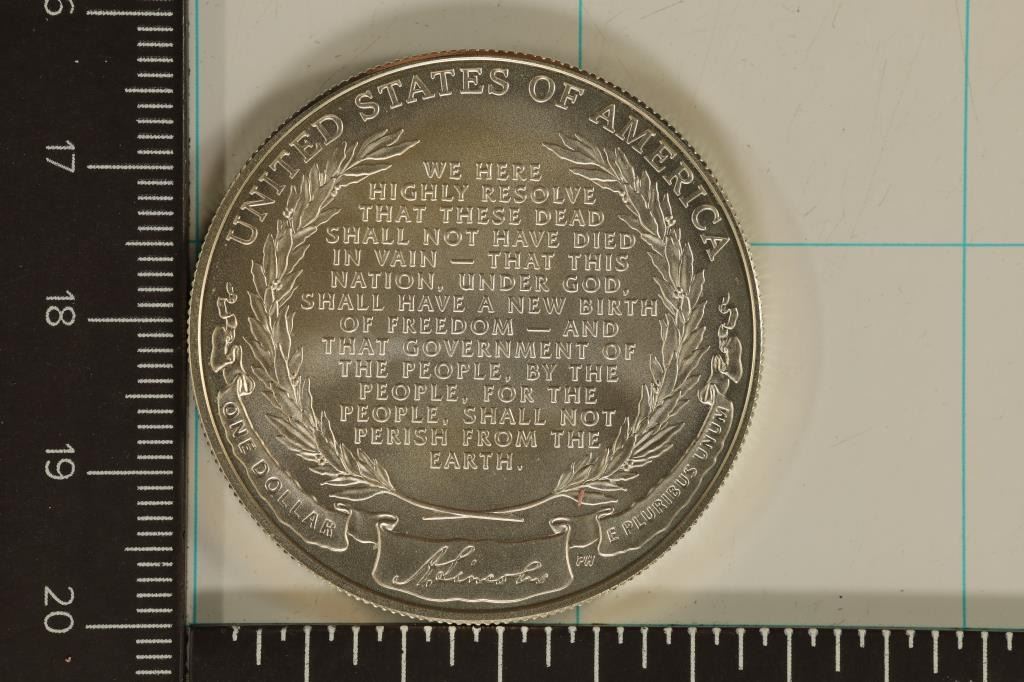 UNITED STATES OF AMERICA
WE HERE
HIGHLY RESOLVE
THAT THESE DEAD
SHALL NOT HAVE DIED
IN VAIN — THAT THIS
NATION, UNDER GOD,
SHALL HAVE A NEW BIRTH
OF FREEDOM — AND
THAT GOVERNMENT OF
THE PEOPLE, BY THE
PEOPLE, FOR THE
PEOPLE, SHALL NOT
PERISH FROM THE
EARTH.
ONE DOLLAR
A. Lincoln
E PLURIBUS UNUM
PW
16
17
18
19
20